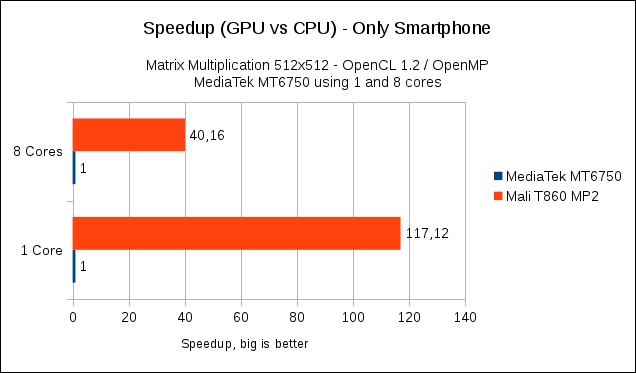 Speedup (GPU vs CPU) - Only Smartphone
Matrix Multiplication 512x512 - OpenCL 1.2 / OpenMP
MediaTek MT6750 using 1 and 8 cores
8 Cores
40,16
1
MediaTek MT6750
Mali T860 MP2
1 Core
117,12
1
0 20 40 60 80 100 120 140
Speedup, big is better